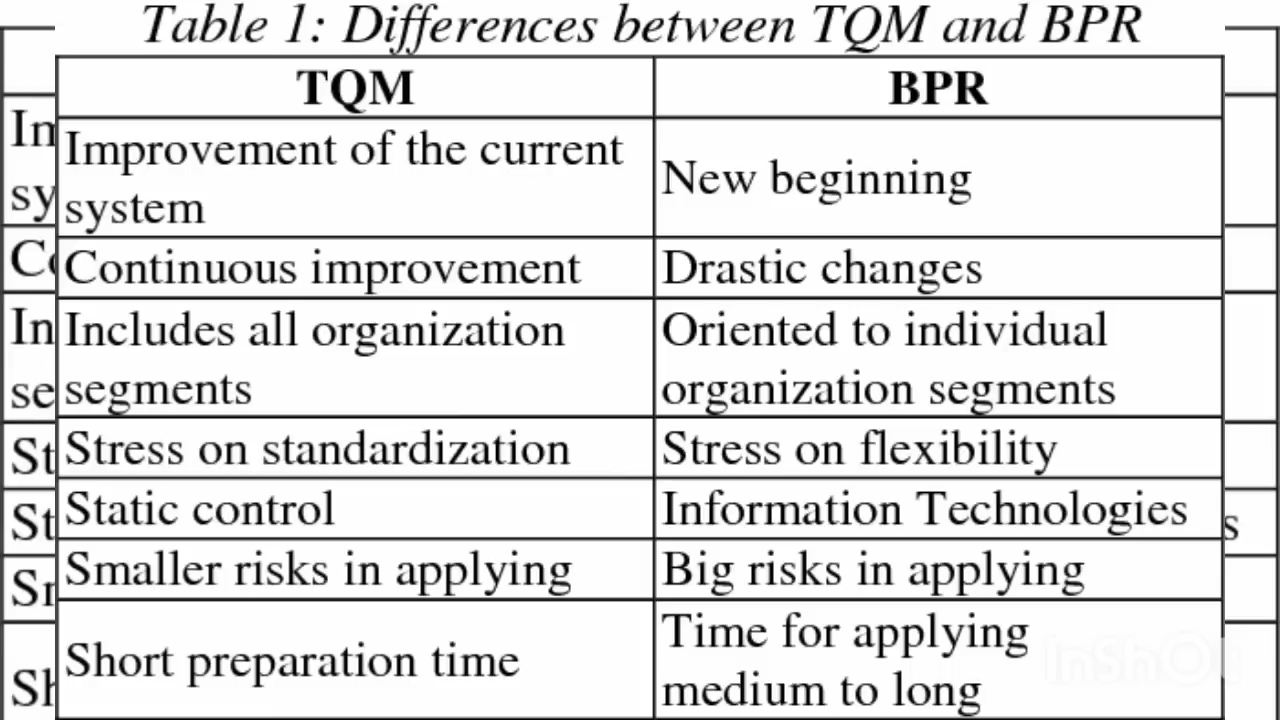 Table 1: Differences between TQM and BPR
TQM
BPR
Improvement of the current
system
New beginning
Continuous improvement
Drastic changes
Includes all organization
segments
Oriented to individual
organization segments
Stress on standardization
Stress on flexibility
Static control
Information Technologies
Smaller risks in applying
Big risks in applying
Short preparation time
Time for applying
medium to long